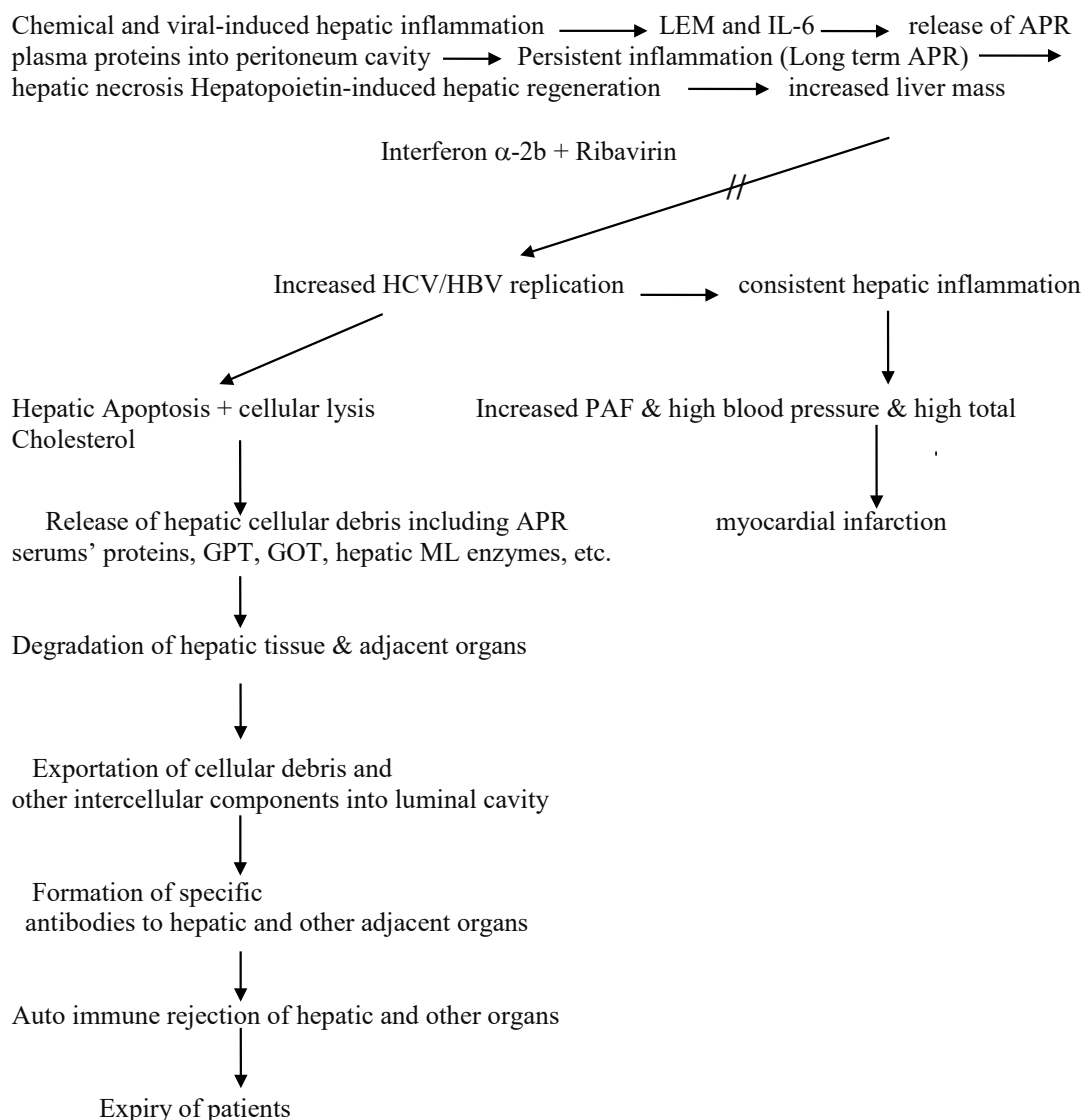 Chemical and viral-induced hepatic inflammation → LEM and IL-6 → release of APR
plasma proteins into peritoneum cavity → Persistent inflammation (Long term APR) →
hepatic necrosis Hepatopoietin-induced hepatic regeneration → increased liver mass
Interferon α-2b + Ribavirin
Increased HCV/HBV replication → consistent hepatic inflammation
Hepatic Apoptosis + cellular lysis Increased PAF & high blood pressure & high total
Cholesterol
Release of hepatic cellular debris including APR myocardial infarction
serums’ proteins, GPT, GOT, hepatic ML enzymes, etc.
Degradation of hepatic tissue & adjacent organs
Exportation of cellular debris and
other intercellular components into luminal cavity
Formation of specific
antibodies to hepatic and other adjacent organs
Auto immune rejection of hepatic and other organs
Expiry of patients